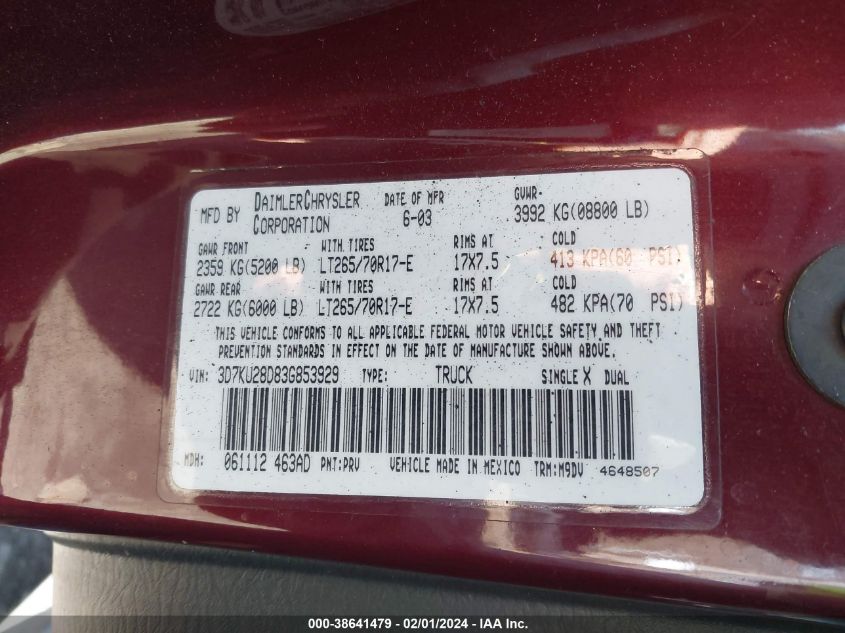 MFD BY DAIMLERCHRYSLER CORPORATION DATE OF MFR 6-03 GVWR- 3992 KG(08800 LB)
GAWR FRONT WITH TIRES RIMS AT COLD
2359 KG(5200 LB) LT265/70R17-E 17X7.5 413 KPA(60 PSI)
GAWR REAR WITH TIRES RIMS AT COLD
2722 KG(6000 LB) LT265/70R17-E 17X7.5 482 KPA(70 PSI)
THIS VEHICLE CONFORMS TO ALL APPLICABLE FEDERAL MOTOR VEHICLE SAFETY AND THEFT
PREVENTION STANDARDS IN EFFECT ON THE DATE OF MANUFACTURE SHOWN ABOVE.
VIN: 3D7KU28D83G853929 TYPE: TRUCK SINGLE X DUAL
MDH: 061112 463AD PNT:PRV VEHICLE MADE IN MEXICO TRM:M9DV 4648507
000-38641479 - 02/01/2024 - IAA Inc.